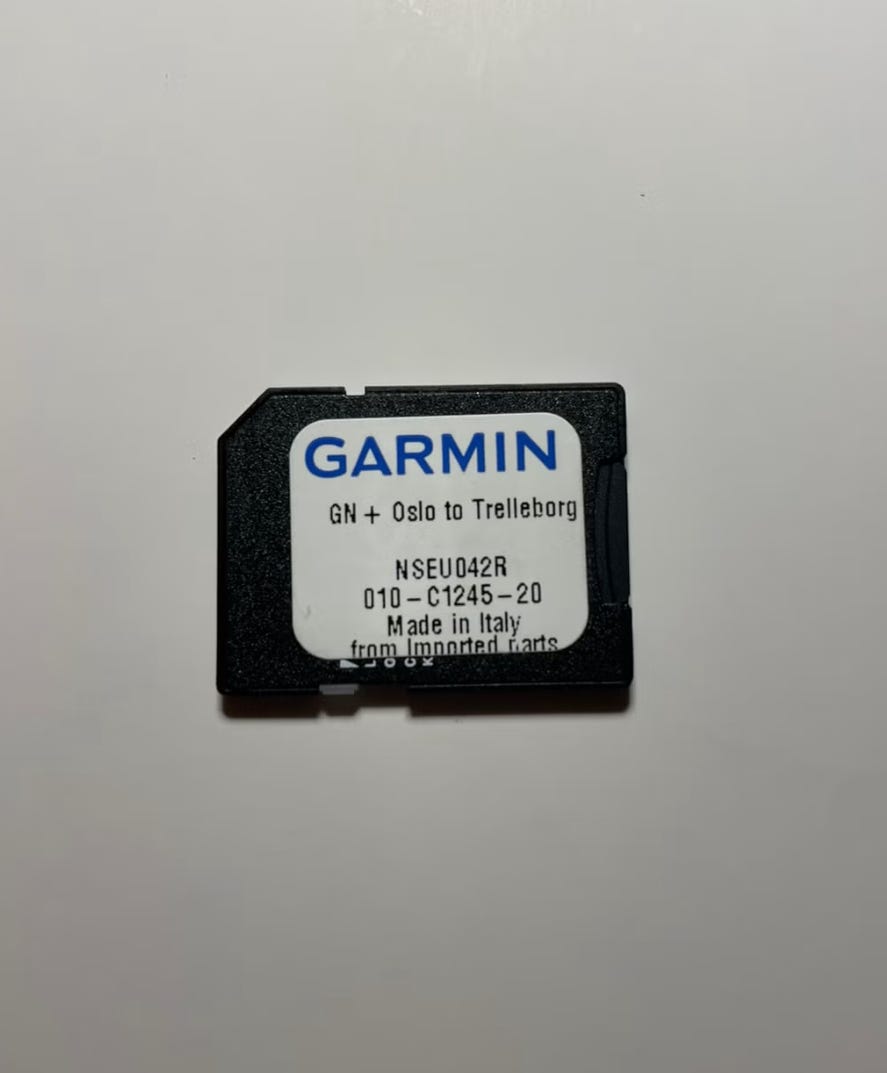 GARMIN
GN + Oslo to Trelleborg
NSEU042R
010-C1245-20
Made in Italy
from Imported parts
LOCK